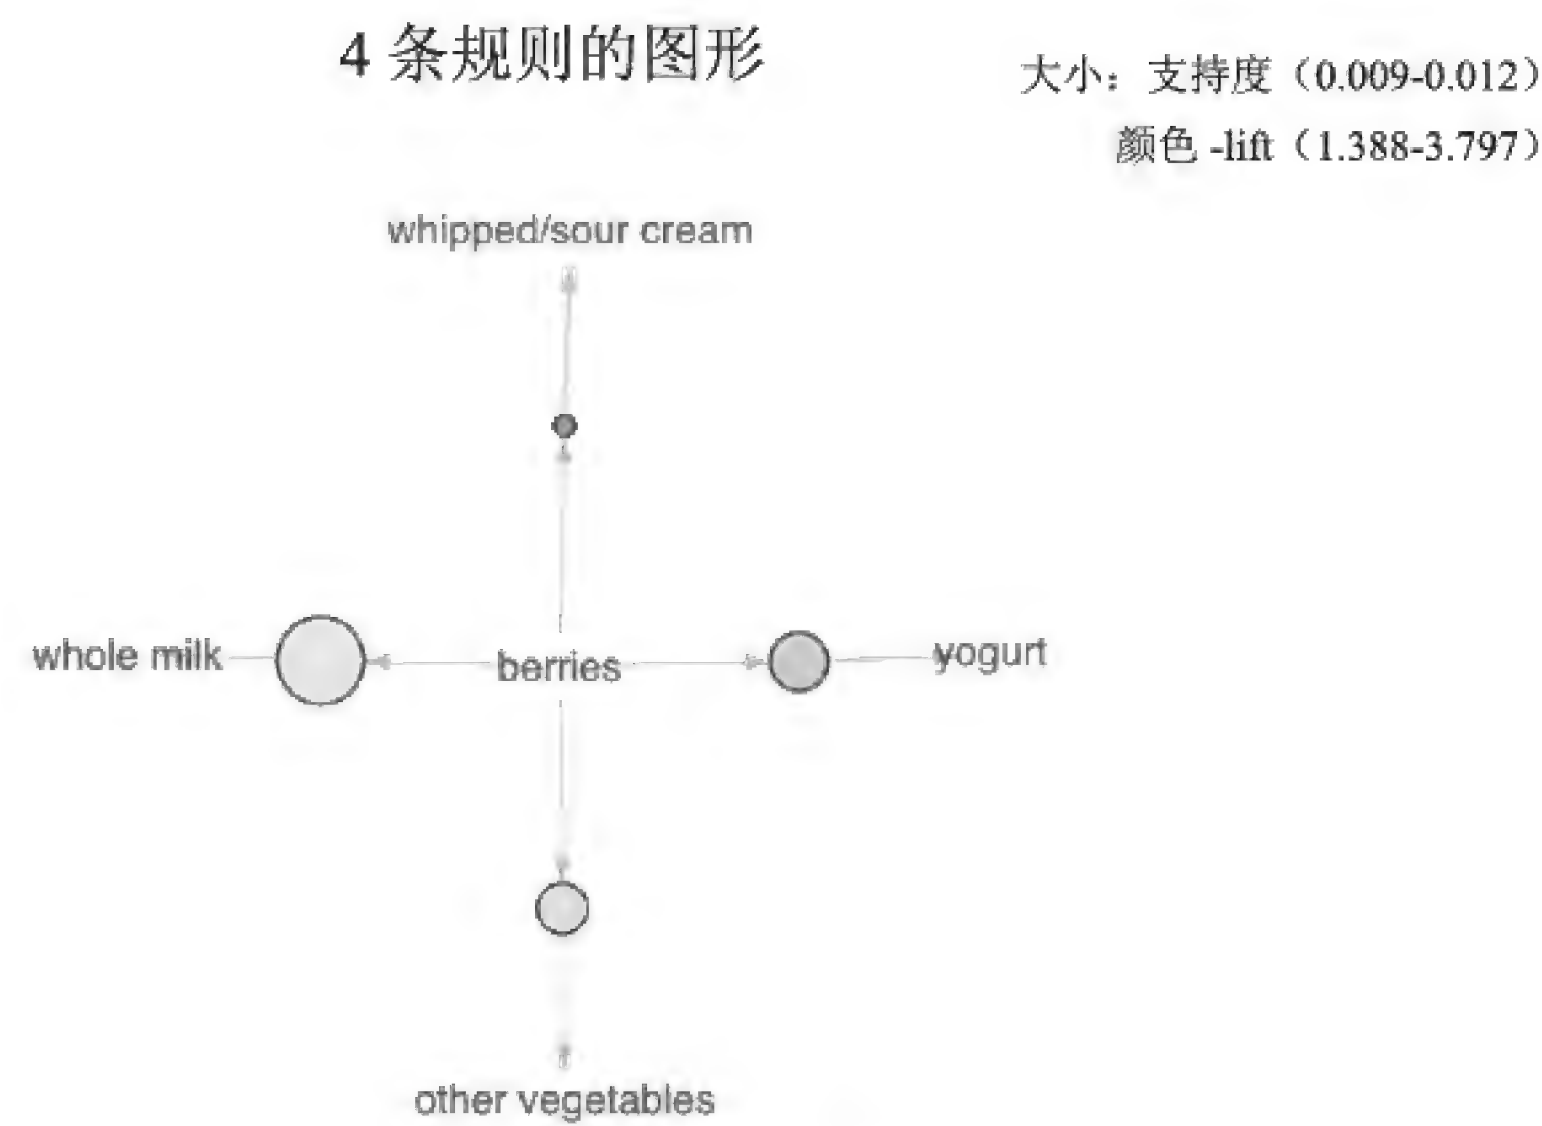 4 条规则的图形
大小：支持度（0.009-0.012）
颜色 -lift（1.388-3.797）
whipped/sour cream
whole milk
berries
yogurt
other vegetables